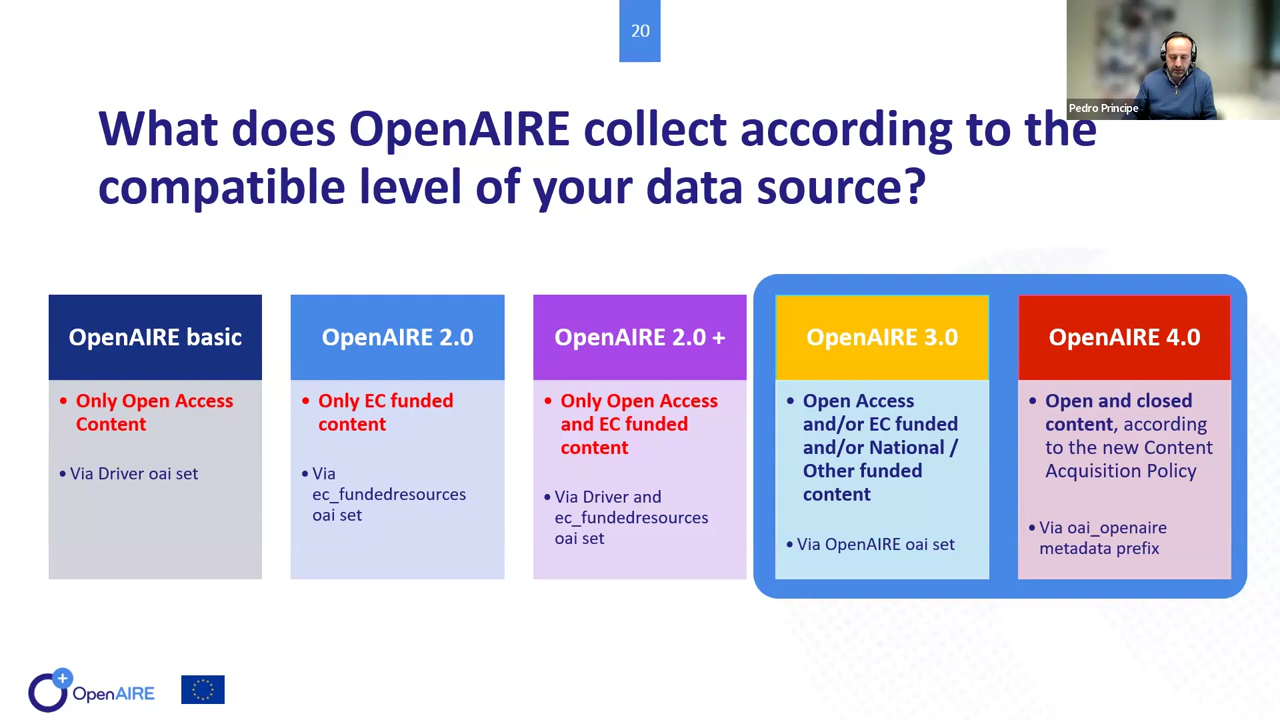 20
Pedro Principe
What does OpenAIRE collect according to the
compatible level of your data source?
OpenAIRE basic
• Only Open Access
Content
• Via Driver oai set
OpenAIRE 2.0
• Only EC funded
content
• Via
ec_fundedresources
oai set
OpenAIRE 2.0 +
• Only Open Access
and EC funded
content
• Via Driver and
ec_fundedresources
oai set
OpenAIRE 3.0
• Open Access
and/or EC funded
and/or National /
Other funded
content
• Via OpenAIRE oai set
OpenAIRE 4.0
• Open and closed
content, according
to the new Content
Acquisition Policy
• Via oai_openaire
metadata prefix
OpenAIRE